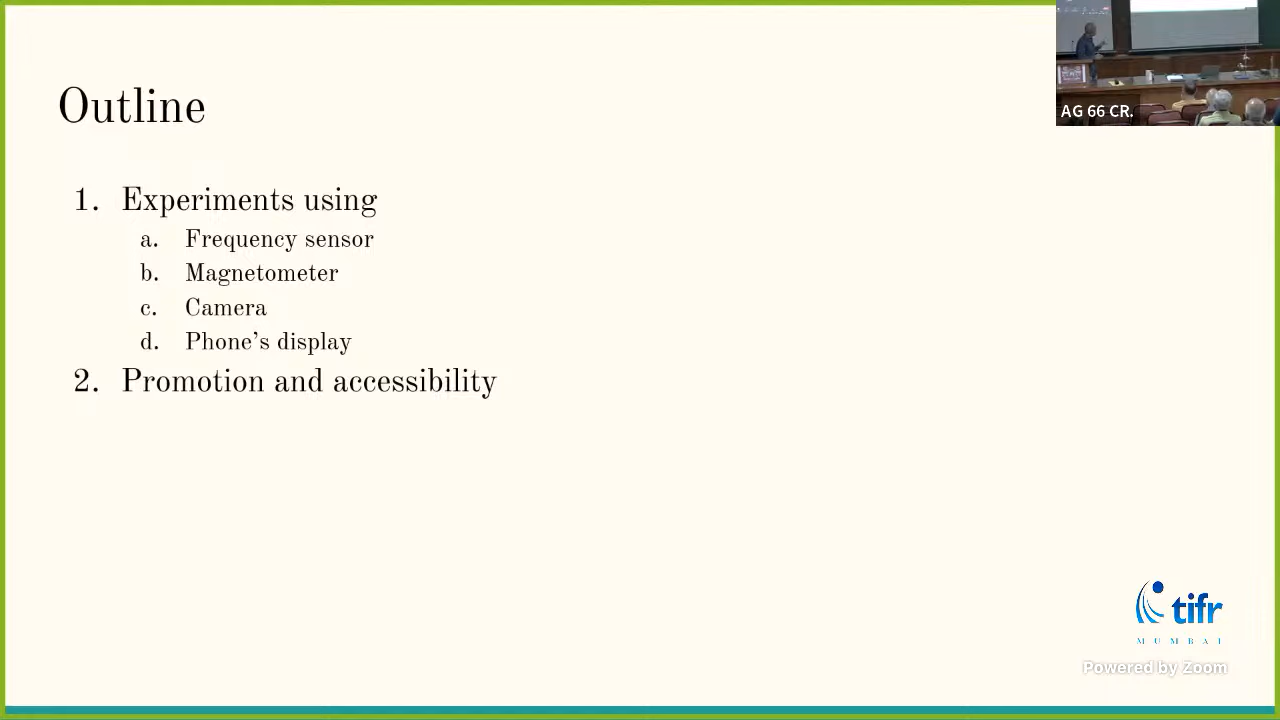 Outline
AG 66 CR.
1. Experiments using
a. Frequency sensor
b. Magnetometer
c. Camera
d. Phone’s display
2. Promotion and accessibility
tifr
MUMBAI
Powered by Zoom